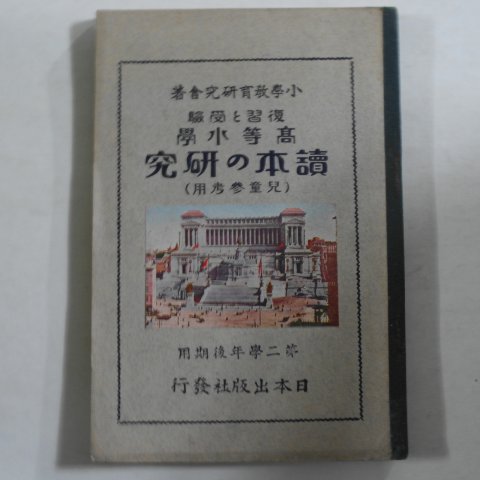 小學教育研究會著
復習と受驗
高等小學
讀本の研究
(兒童參考用)
第二學年後期用
日本出版社發行